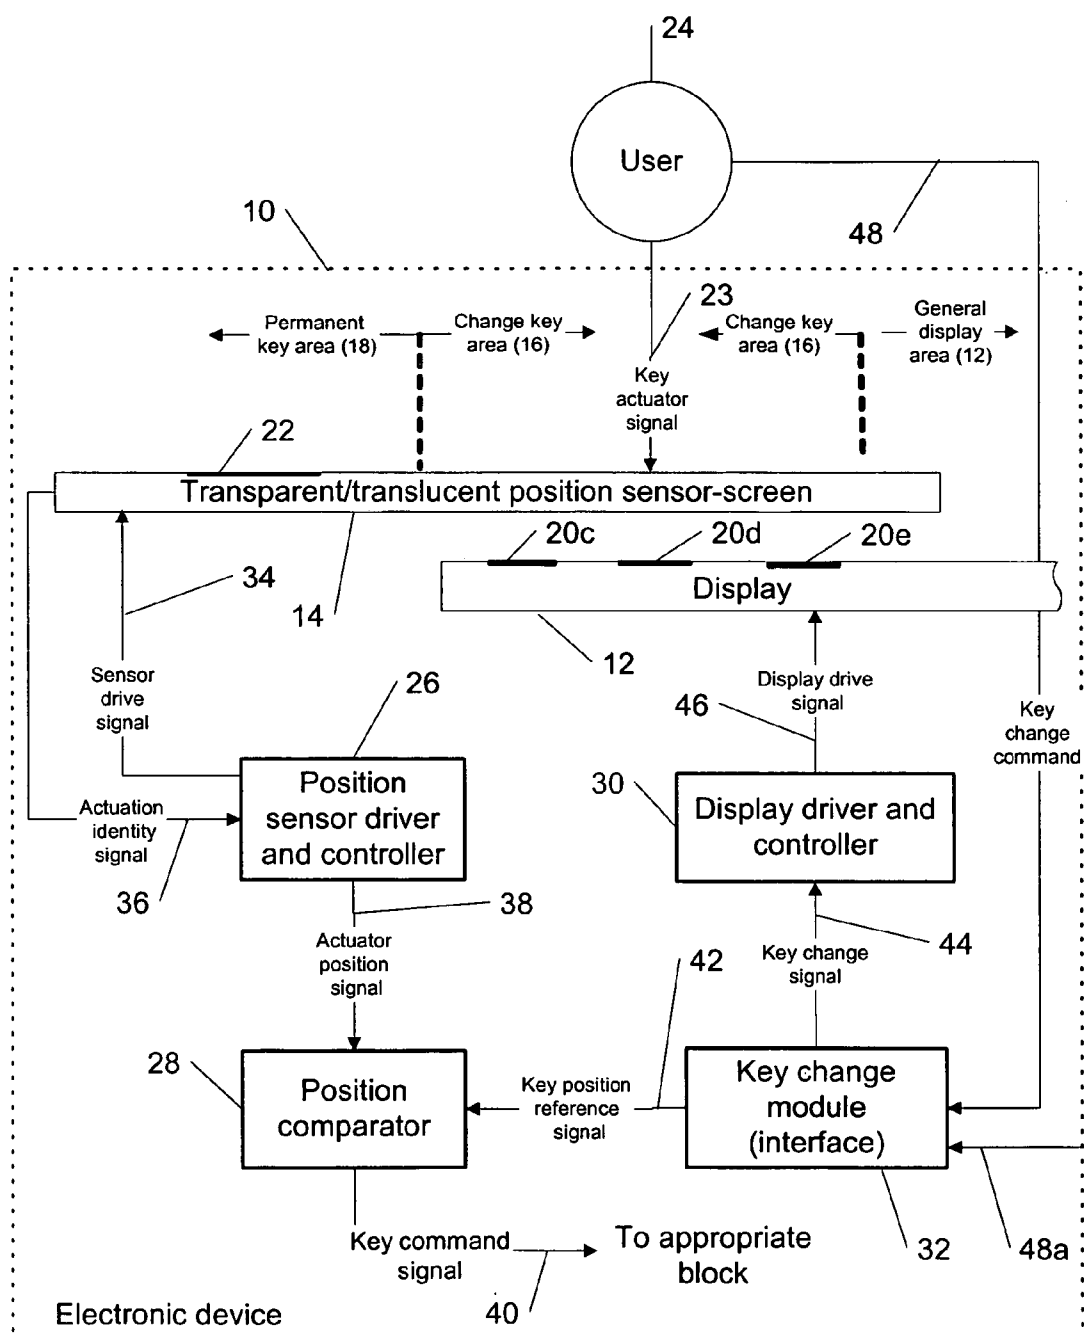 24
User
48
10
23
Permanent
key area (18)
Change key
area (16)
Change key
area (16)
General
display
area (12)
Key
actuator
signal
22
Transparent/translucent position sensor-screen
20c
20d
20e
Display
34
14
12
Sensor
drive
signal
26
Display drive
signal
46
Key
change
command
Position
sensor driver
and controller
30
Display driver and
controller
Actuation
identity
signal
36
38
44
Actuator
position
signal
42
Key change
signal
28
Position
comparator
Key position
reference
signal
Key change
module
(interface)
Key command
signal
40
To appropriate
block
32
48a
Electronic device